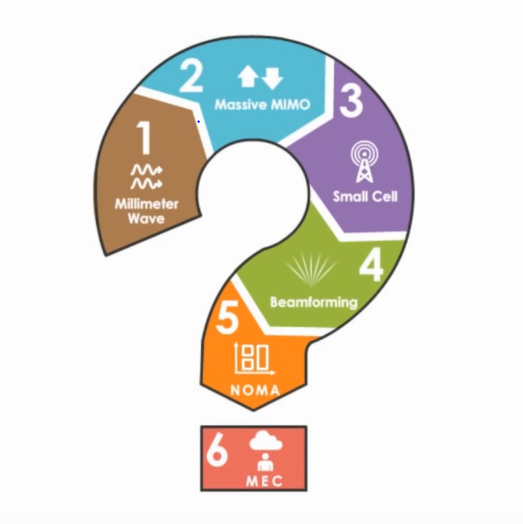 1
Millimeter
Wave
2
Massive MIMO
3
Small Cell
4
Beamforming
5
NOMA
6
MEC